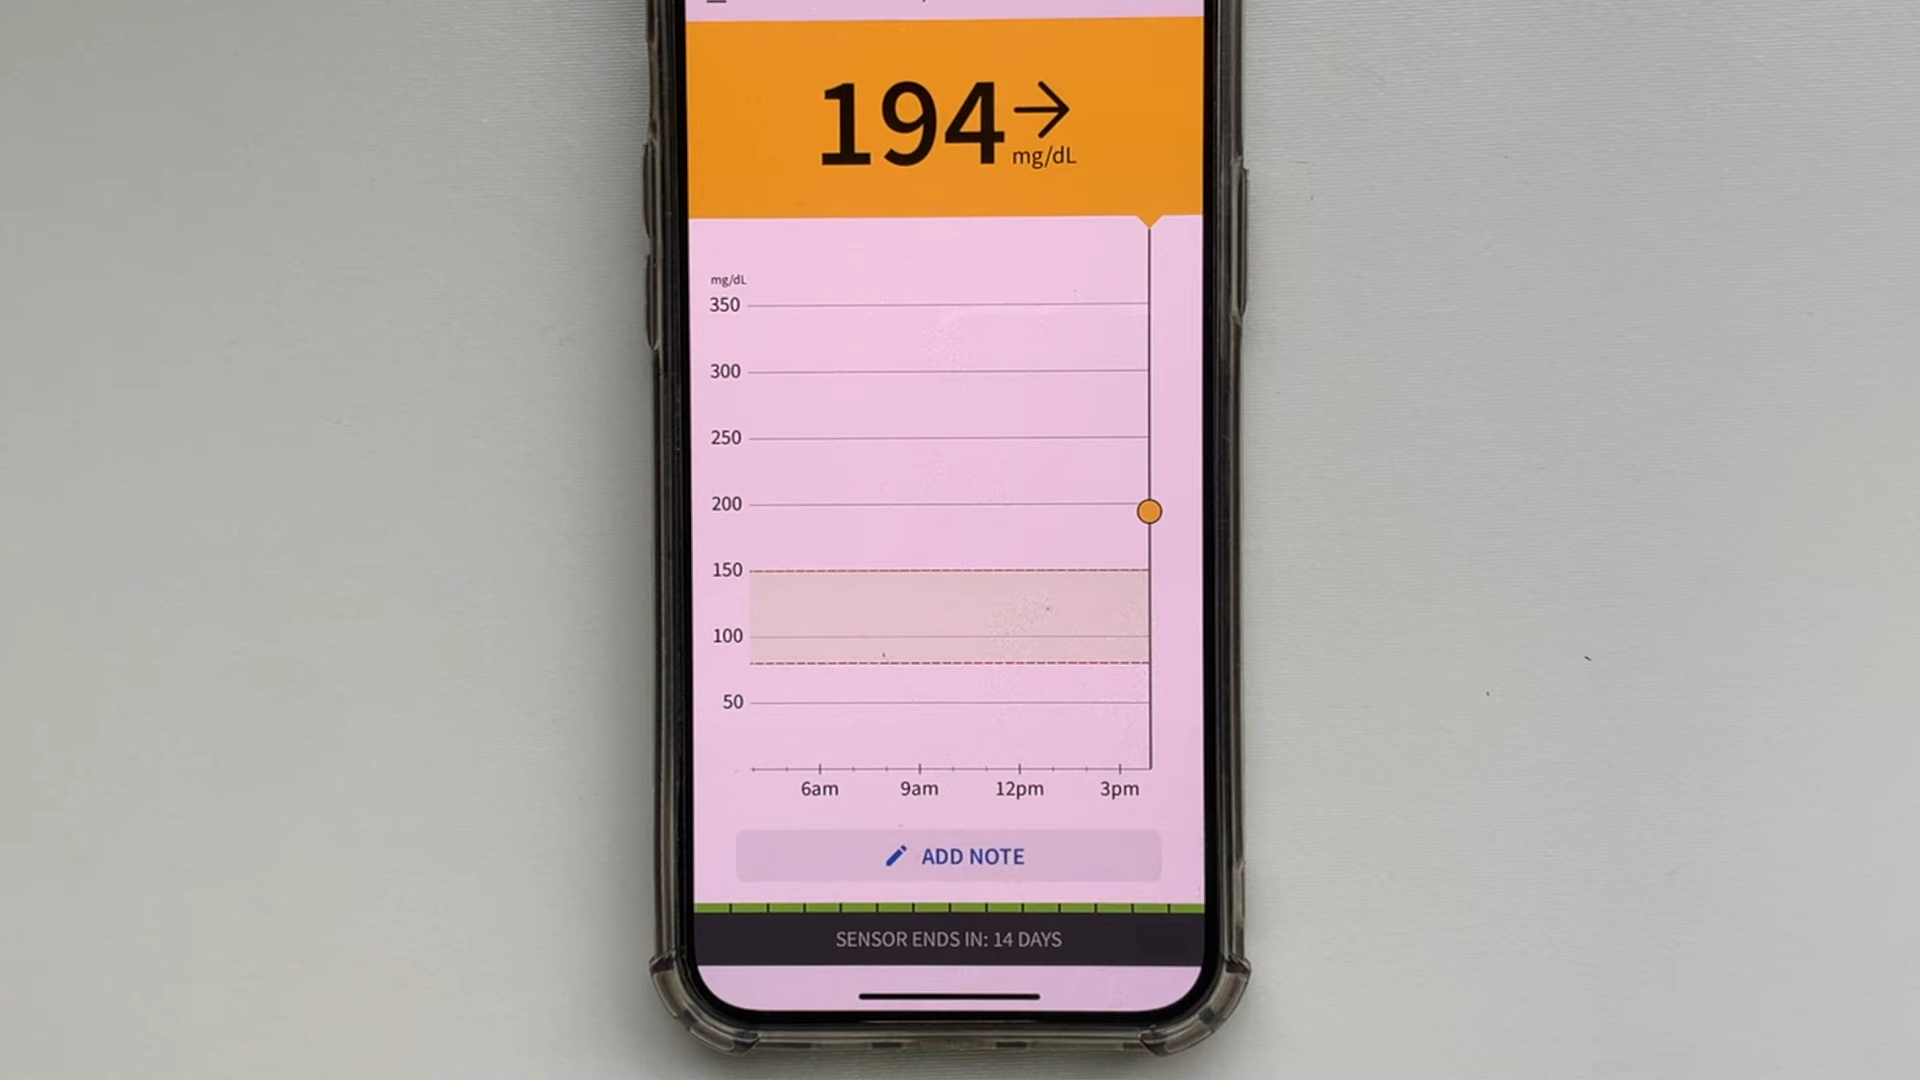 194
mg/dL
mg/dL
350
300
250
200
150
100
50
6am 9am 12pm 3pm
ADD NOTE
SENSOR ENDS IN: 14 DAYS